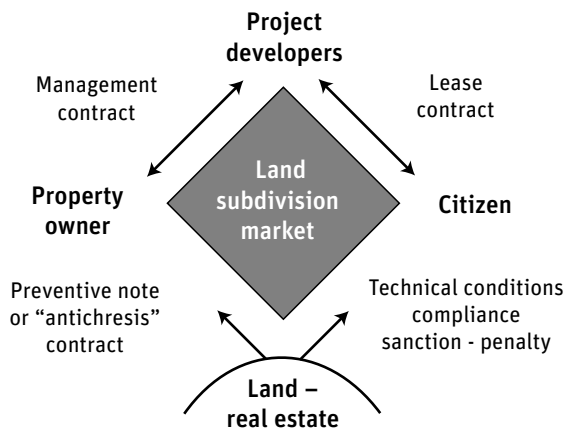 Project
developers
Management
contract
Lease
contract
Land
subdivision
market
Property
owner
Citizen
Preventive note
or “antichresis”
contract
Technical conditions
compliance
sanction - penalty
Land –
real estate